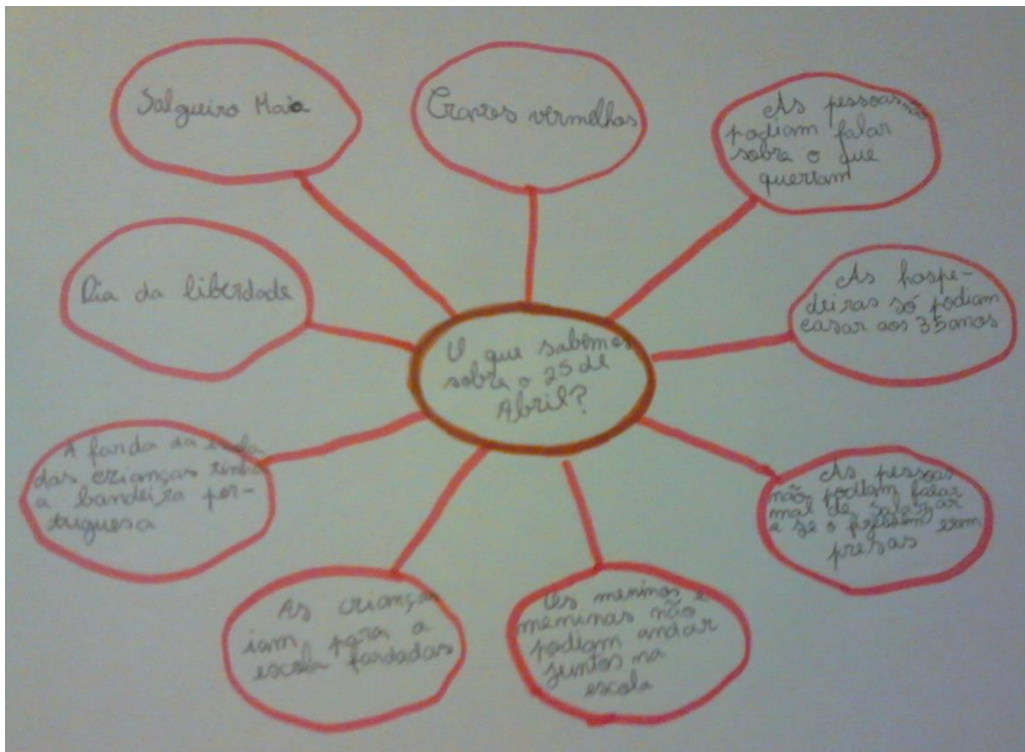 Salgueiro Maia
Cravos vermelhos
As pessoas não
podiam falar
sobre o que
queriam
Dia da liberdade
As hospe-
deiras só podiam
casar aos 35 anos
O que sabemos
sobre o 25 de
Abril?
A farda da escola
das crianças tinha
a bandeira por-
tuguesa
As pessoas
não podiam falar
mal de Salazar
e se o fizessem eram
presas
As crianças
iam para a
escola fardadas
Os meninos e
meninas não
podiam andar
juntos na
escola